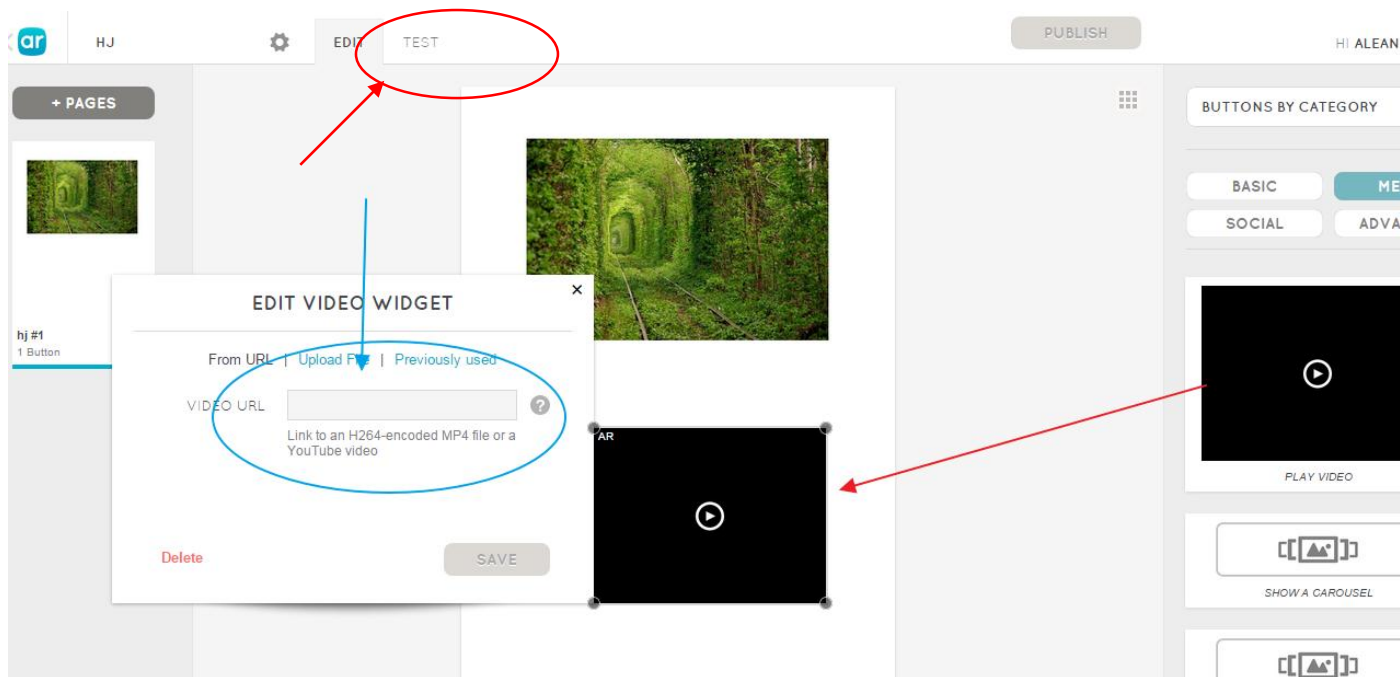 ar
HJ
EDIT
TEST
PUBLISH
HI ALEAN
+ PAGES
hj #1
1 Button
EDIT VIDEO WIDGET
×
From URL | Upload File | Previously used
VIDEO URL
?
Link to an H264-encoded MP4 file or a
YouTube video
Delete
SAVE
AR
BUTTONS BY CATEGORY
BASIC
ME
SOCIAL
ADVA
PLAY VIDEO
SHOW A CAROUSEL